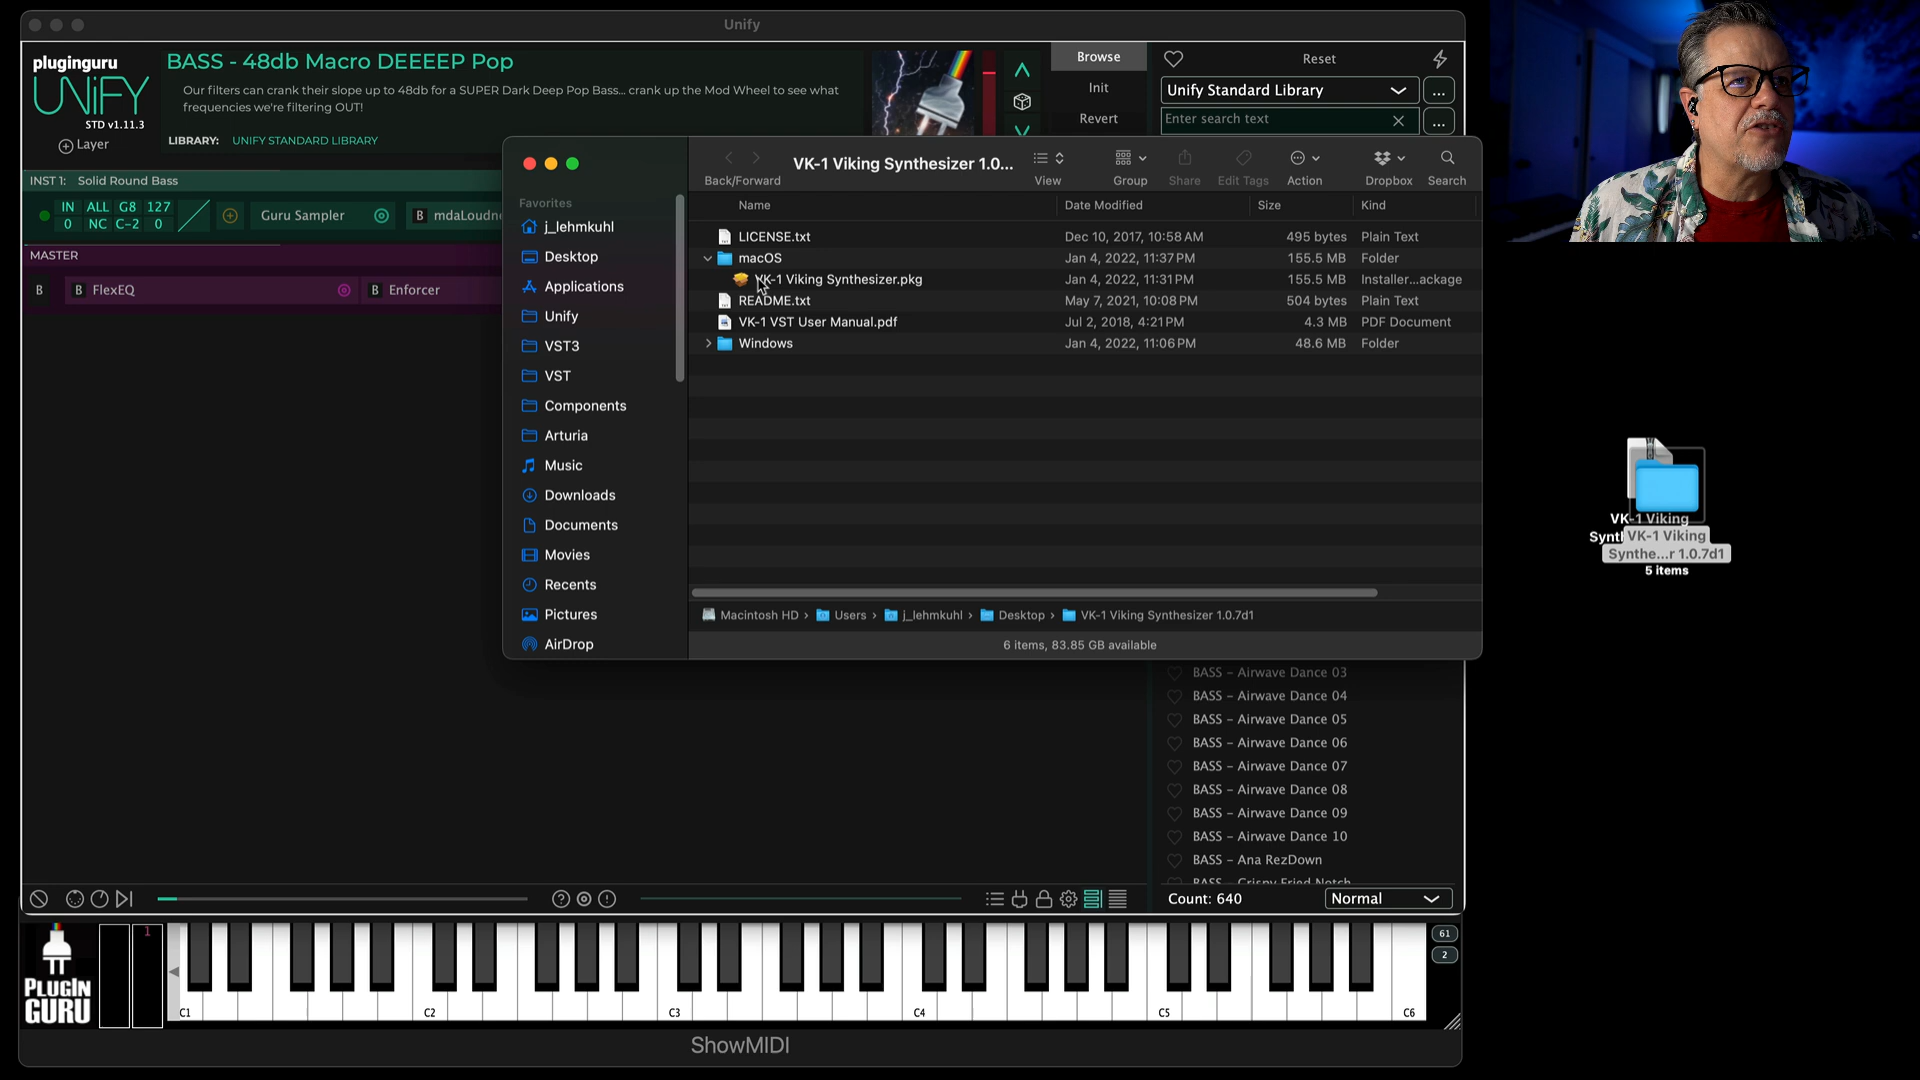 Unify
pluginguru
UNiFY
STD v1.11.3
Layer
BASS - 48db Macro DEEEEP Pop
Our filters can crank their slope up to 48db for a SUPER Dark Deep Pop Bass... crank up the Mod Wheel to see what
frequencies we're filtering OUT!
LIBRARY: UNIFY STANDARD LIBRARY
Browse
Init
Revert
Reset
Unify Standard Library
...
Enter search text
...
INST 1: Solid Round Bass
IN ALL G8 127
0 NC C-2 0
Guru Sampler
B mdaLoudne
MASTER
B
B FlexEQ
B Enforcer
Favorites
j_lehmkuhl
Desktop
Applications
Unify
VST3
VST
Components
Arturia
Music
Downloads
Documents
Movies
Recents
Pictures
AirDrop
Back/Forward
VK-1 Viking Synthesizer 1.0...
View
Group
Share
Edit Tags
Action
Dropbox
Search
Name Date Modified Size Kind
LICENSE.txt Dec 10, 2017, 10:58 AM 495 bytes Plain Text
macOS Jan 4, 2022, 11:37 PM 155.5 MB Folder
VK-1 Viking Synthesizer.pkg Jan 4, 2022, 11:31 PM 155.5 MB Installer...ackage
README.txt May 7, 2021, 10:08 PM 504 bytes Plain Text
VK-1 VST User Manual.pdf Jul 2, 2018, 4:21 PM 4.3 MB PDF Document
Windows Jan 4, 2022, 11:06 PM 48.6 MB Folder
Macintosh HD › Users › j_lehmkuhl › Desktop › VK-1 Viking Synthesizer 1.0.7d1
6 items, 83.85 GB available
VK-1 Viking
Synt
VK-1 Viking
Synthe...r 1.0.7d1
5 items
BASS - Airwave Dance 03
BASS - Airwave Dance 04
BASS - Airwave Dance 05
BASS - Airwave Dance 06
BASS - Airwave Dance 07
BASS - Airwave Dance 08
BASS - Airwave Dance 09
BASS - Airwave Dance 10
BASS - Ana RezDown
BASS - Crispy Fried Notch
Count: 640
Normal
1
61
2
PLUGIN
GURU
C1 C2 C3 C4 C5 C6
ShowMIDI